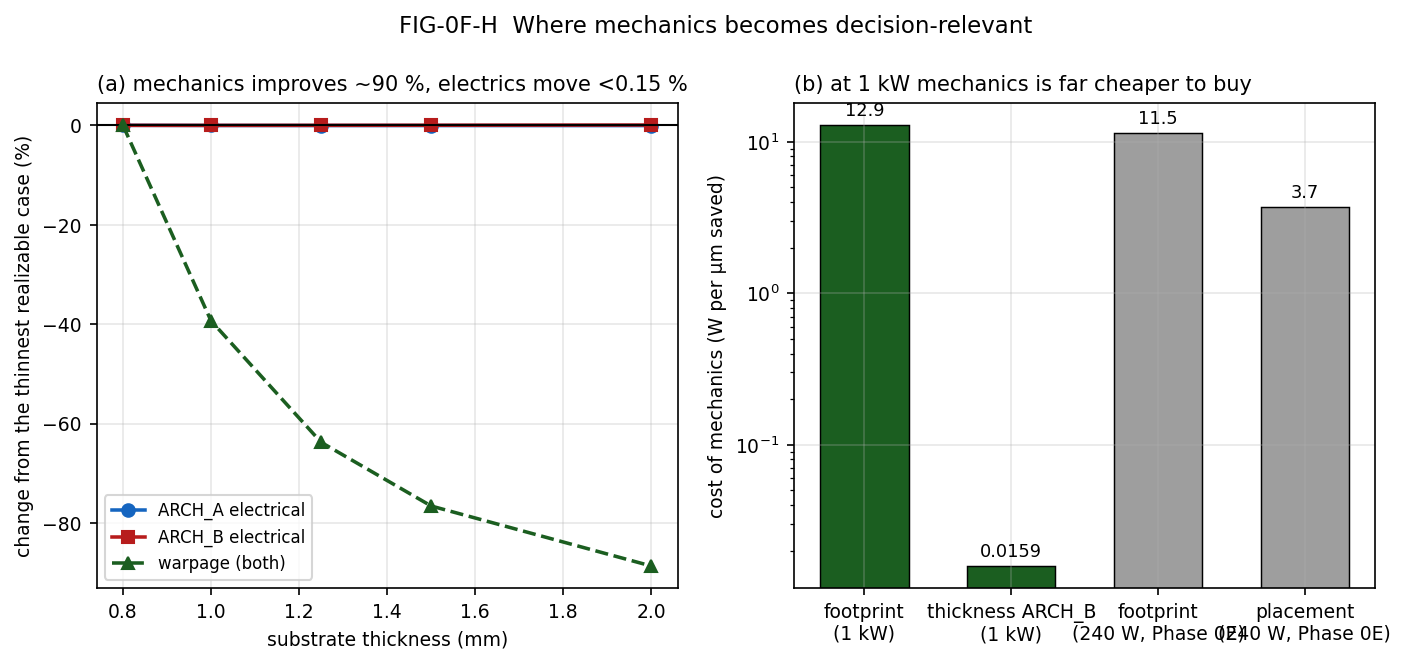 FIG-0F-H  Where mechanics becomes decision-relevant
(a) mechanics improves ~90 %, electrics move <0.15 %
change from the thinnest realizable case (%)
0
−20
−40
−60
−80
ARCH_A electrical
ARCH_B electrical
warpage (both)
0.8 1.0 1.2 1.4 1.6 1.8 2.0
substrate thickness (mm)
(b) at 1 kW mechanics is far cheaper to buy
cost of mechanics (W per μm saved)
10¹
10⁰
10⁻¹
12.9
0.0159
11.5
3.7
footprint
(1 kW)
thickness ARCH_B
(1 kW)
footprint
(240 W, Phase 0E)
placement
(240 W, Phase 0E)